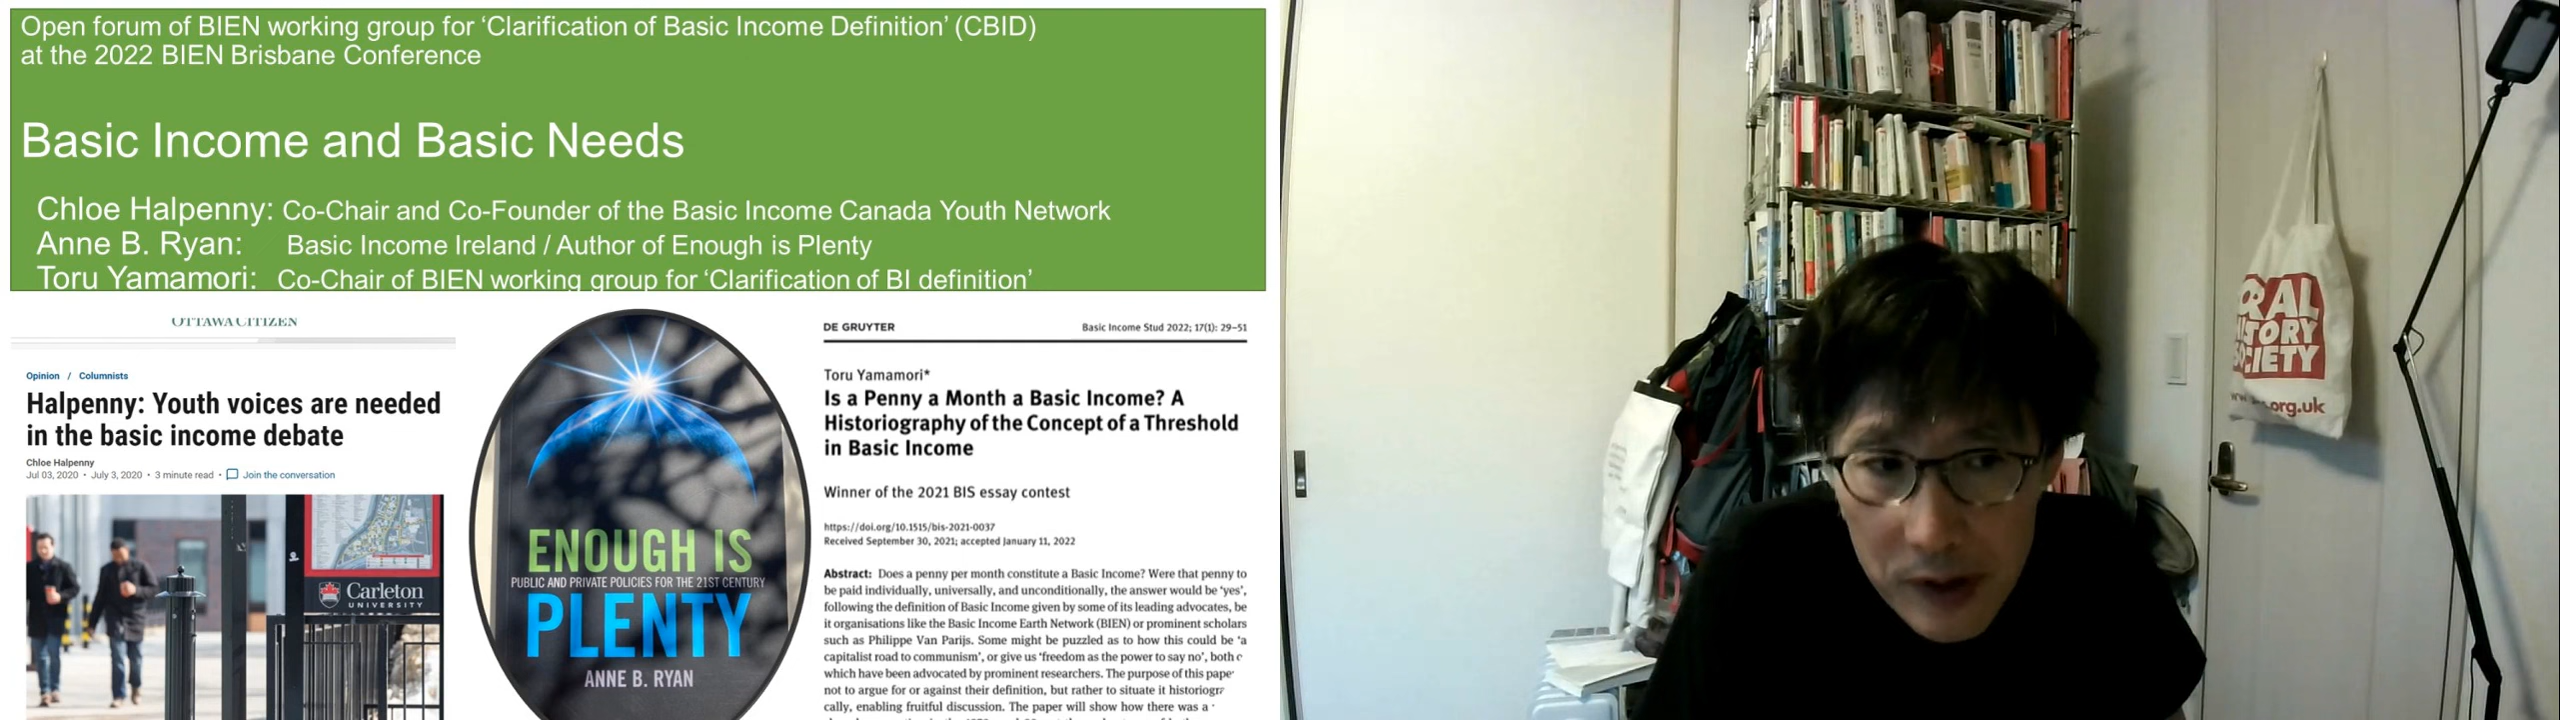 Open forum of BIEN working group for ‘Clarification of Basic Income Definition’ (CBID)
at the 2022 BIEN Brisbane Conference
Basic Income and Basic Needs
Chloe Halpenny: Co-Chair and Co-Founder of the Basic Income Canada Youth Network
Anne B. Ryan: Basic Income Ireland / Author of Enough is Plenty
Toru Yamamori: Co-Chair of BIEN working group for ‘Clarification of BI definition’
OTTAWA CITIZEN
Opinion / Columnists
Halpenny: Youth voices are needed
in the basic income debate
Chloe Halpenny
Jul 03, 2020 • July 3, 2020 • 3 minute read • Join the conversation
Carleton
UNIVERSITY
ENOUGH IS
PUBLIC AND PRIVATE POLICIES FOR THE 21ST CENTURY
PLENTY
ANNE B. RYAN
DE GRUYTER Basic Income Stud 2022; 17(1): 29–51
Toru Yamamori*
Is a Penny a Month a Basic Income? A
Historiography of the Concept of a Threshold
in Basic Income
Winner of the 2021 BIS essay contest
https://doi.org/10.1515/bis-2021-0037
Received September 30, 2021; accepted January 11, 2022
Abstract: Does a penny per month constitute a Basic Income? Were that penny to
be paid individually, universally, and unconditionally, the answer would be ‘yes’,
following the definition of Basic Income given by some of its leading advocates, be
it organisations like the Basic Income Earth Network (BIEN) or prominent scholars
such as Philippe Van Parijs. Some might be puzzled as to how this could be ‘a
capitalist road to communism’, or give us ‘freedom as the power to say no’, both
which have been advocated by prominent researchers. The purpose of this
not to argue for or against their definition, but rather to situate it
cally, enabling fruitful discussion. The paper will show how there was a
RAL
TORY
CIETY
.org.uk